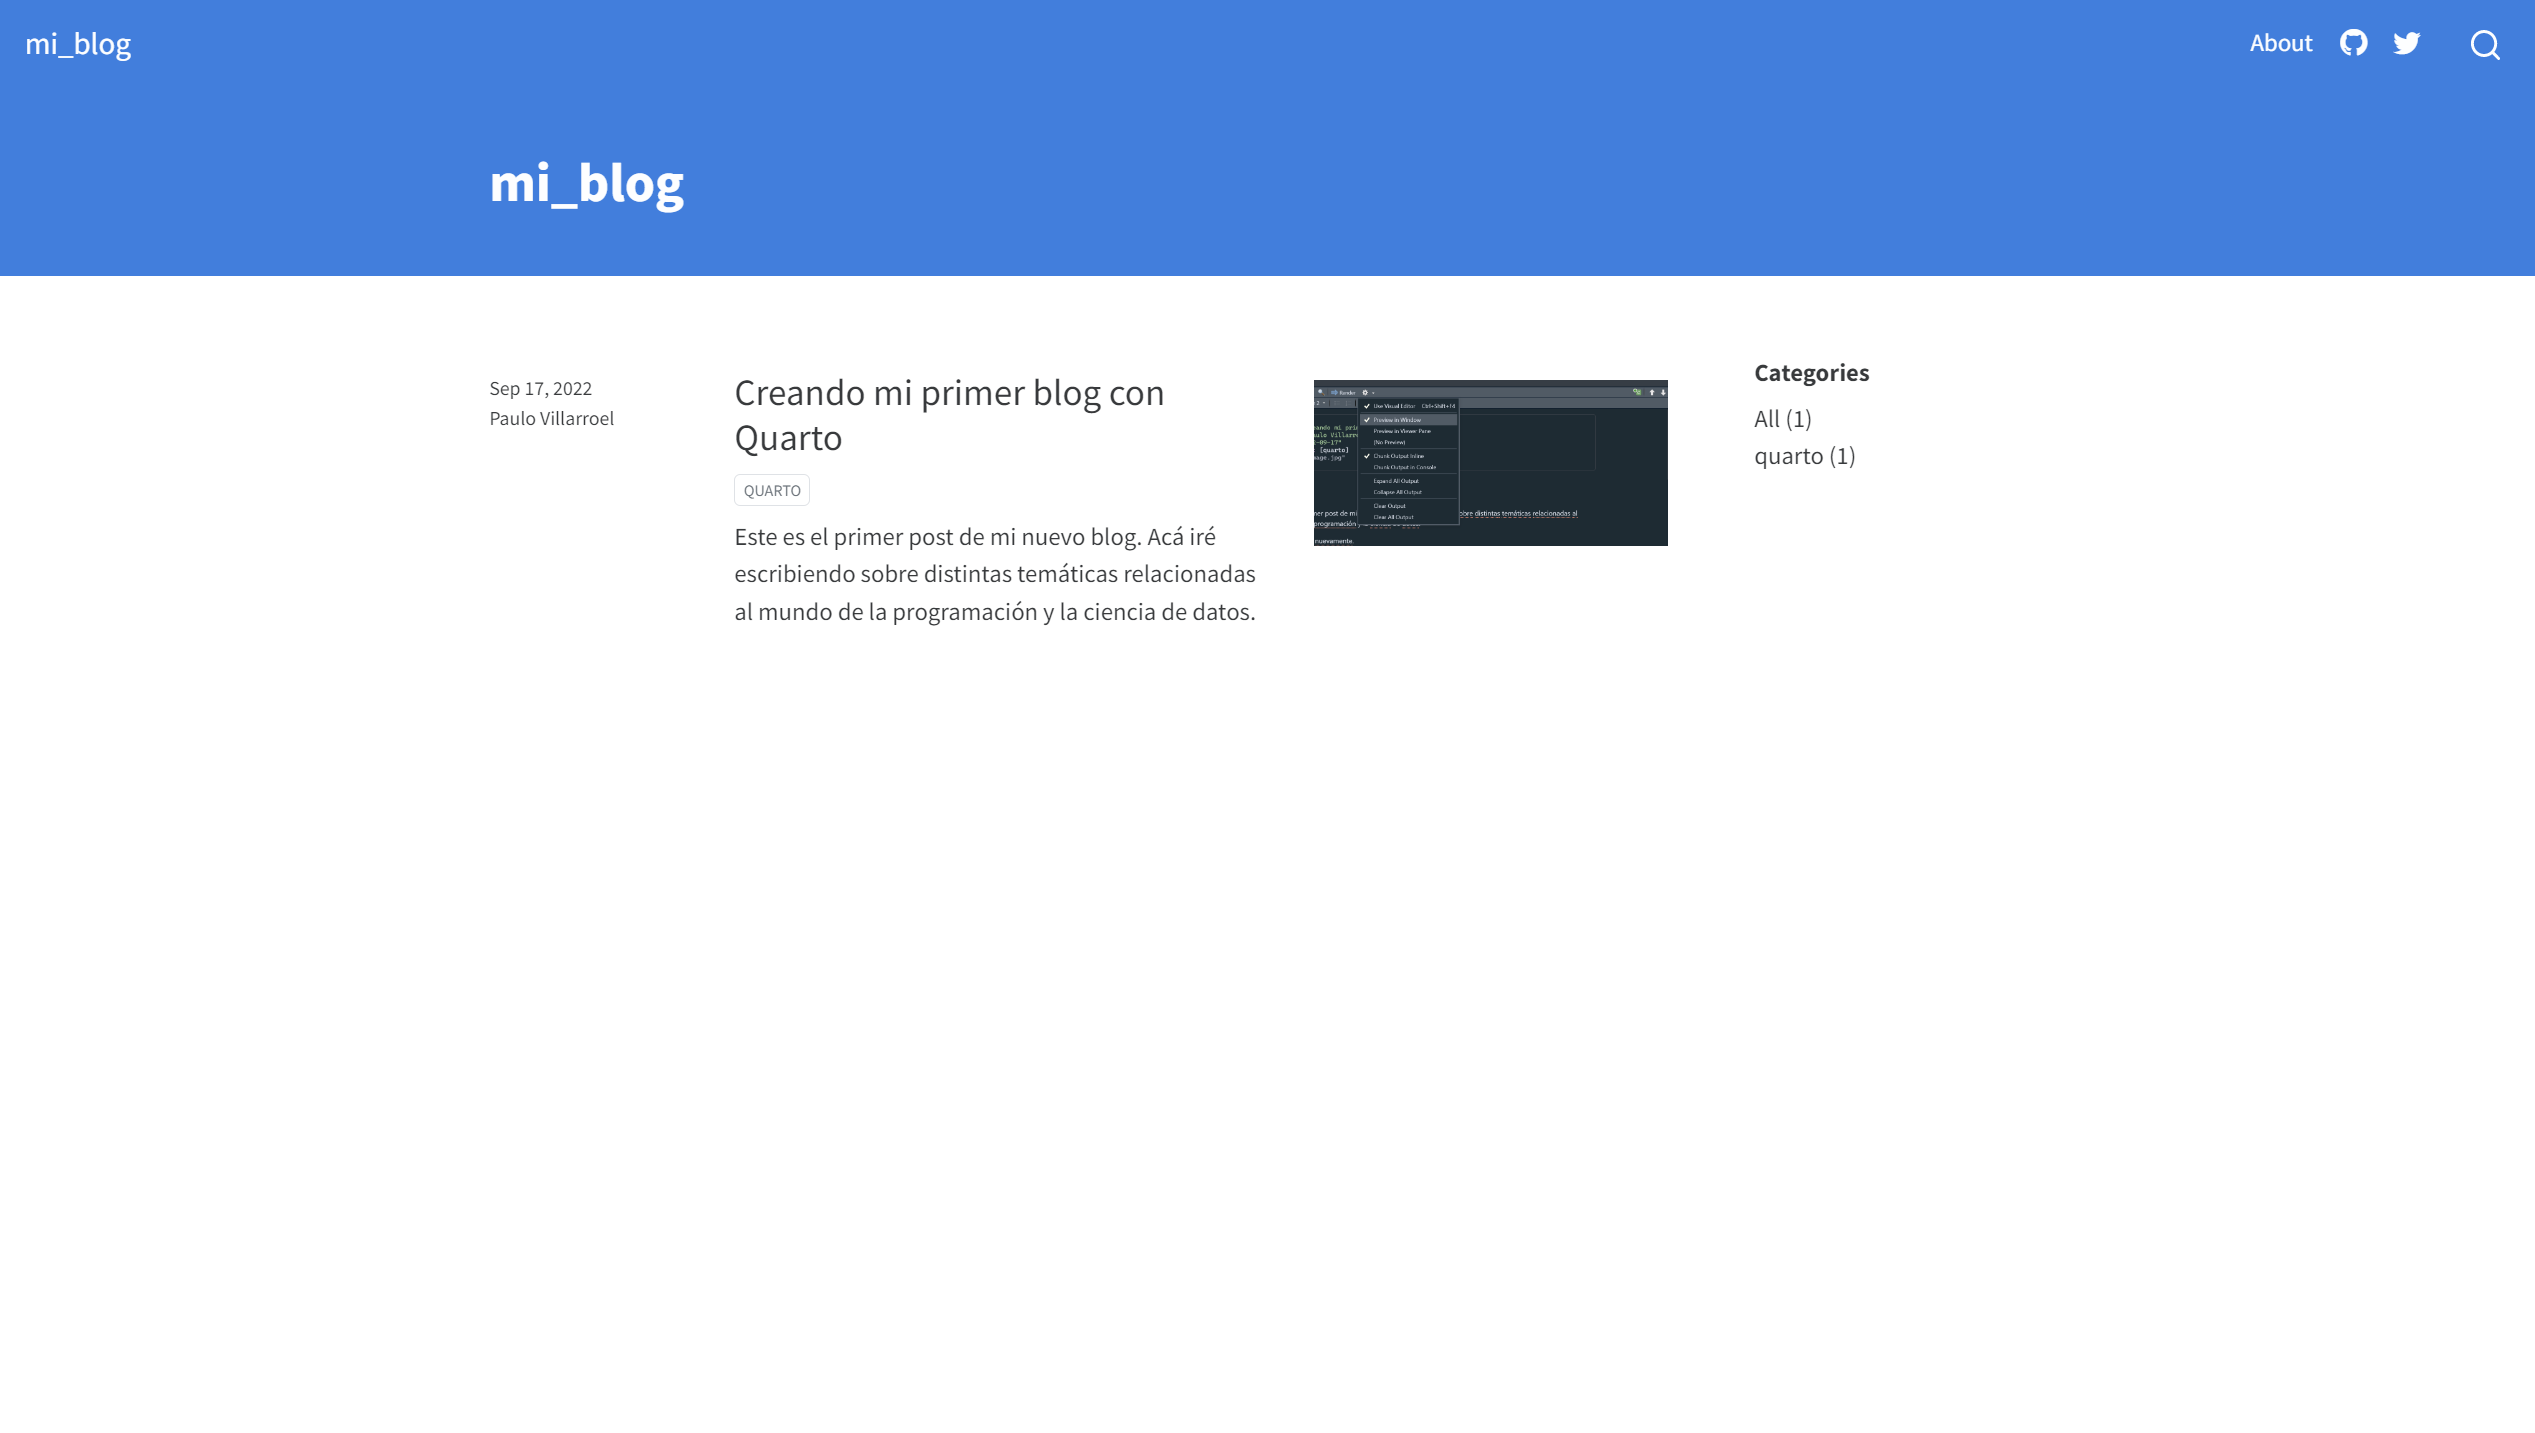 mi_blog
About
mi_blog
Sep 17, 2022
Paulo Villarroel
Creando mi primer blog con
Quarto
QUARTO
Este es el primer post de mi nuevo blog. Acá iré
escribiendo sobre distintas temáticas relacionadas
al mundo de la programación y la ciencia de datos.
Render
Use Visual Editor Ctrl+Shift+F4
Preview in Window
Preview in Viewer Pane
(No Preview)
Chunk Output Inline
Chunk Output in Console
Expand All Output
Collapse All Output
Clear Output
Clear All Output
eando mi pri
ulo Villarr
-09-17"
[quarto]
age.jpg"
mer post de mi
obre distintas temáticas relacionadas al
programación
nuevamente.
Categories
All (1)
quarto (1)